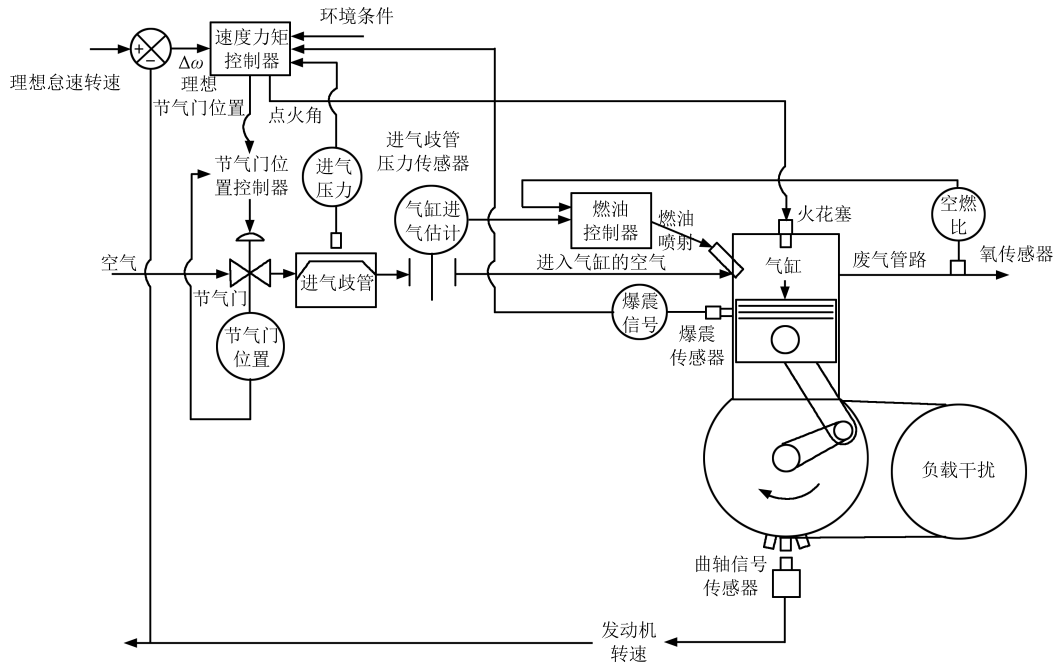 环境条件
速度力矩
控制器
+
−
Δω
理想怠速转速
理想
节气门位置
点火角
进气歧管
压力传感器
节气门位
置控制器
进气
压力
气缸进
气估计
燃油
控制器
燃油
喷射
火花塞
空燃
比
空气
进气歧管
进入气缸的空气
气缸
废气管路
氧传感器
节气门
节气门
位置
爆震
信号
爆震
传感器
负载干扰
曲轴信号
传感器
发动机
转速